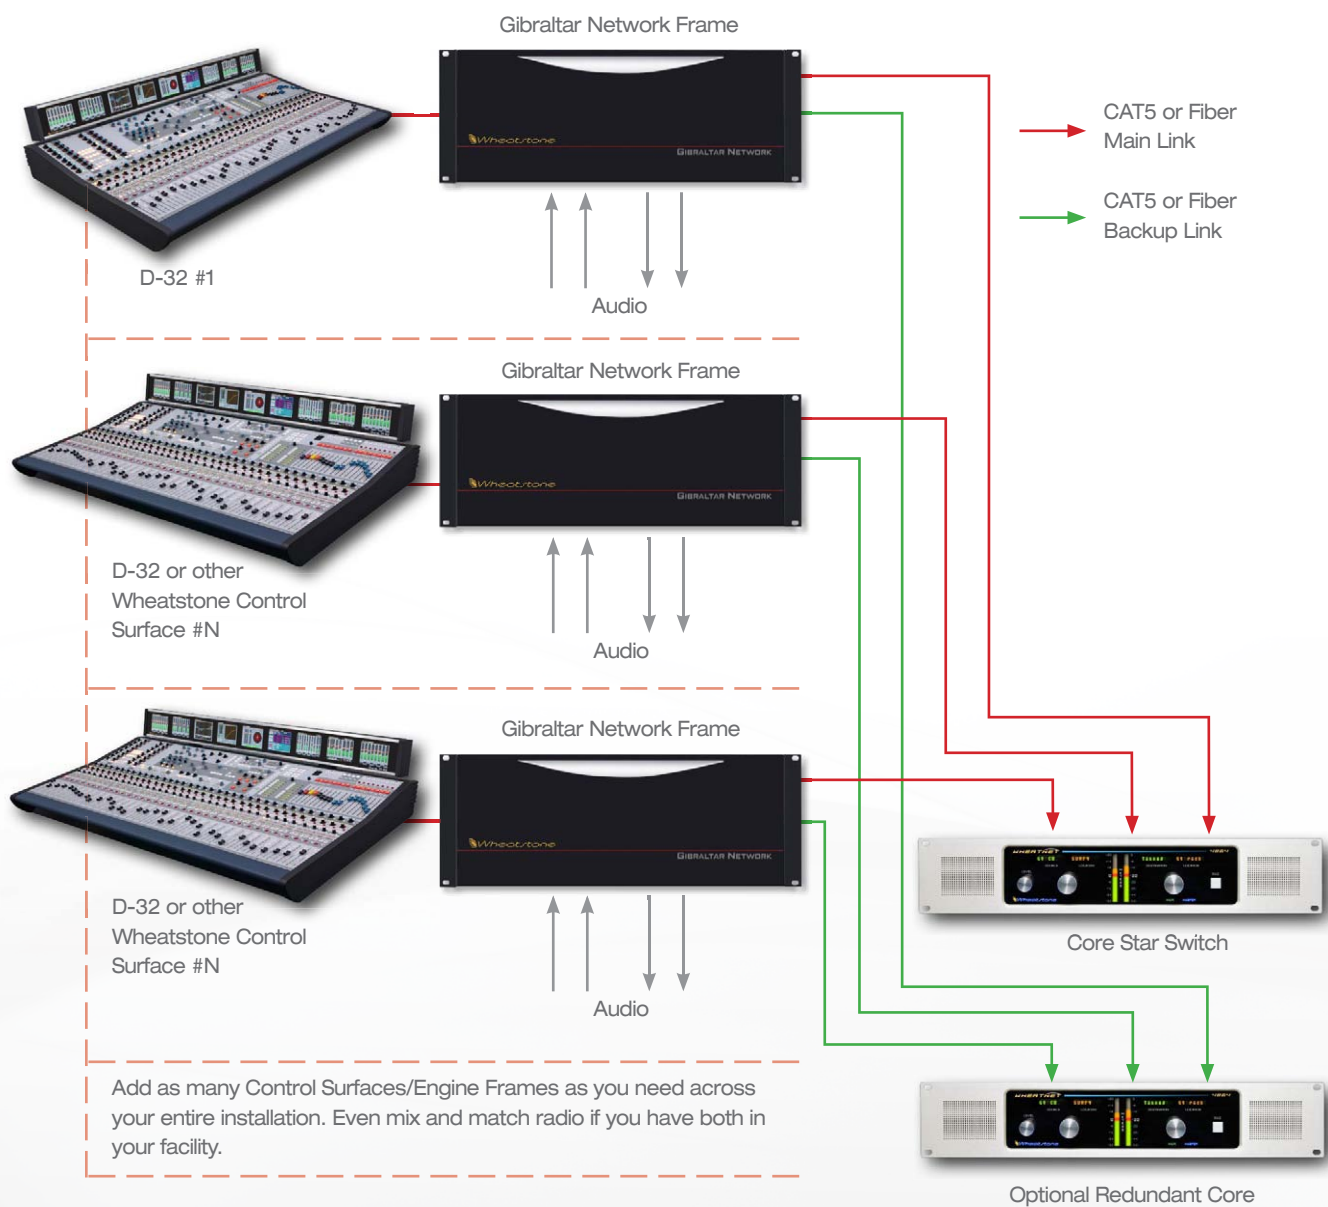 Gibraltar Network Frame
Wheatstone
GIBRALTAR NETWORK
D-32 #1
Audio
CAT5 or Fiber
Main Link
CAT5 or Fiber
Backup Link
Gibraltar Network Frame
Wheatstone
GIBRALTAR NETWORK
D-32 or other
Wheatstone Control
Surface #N
Audio
Gibraltar Network Frame
Wheatstone
GIBRALTAR NETWORK
D-32 or other
Wheatstone Control
Surface #N
Audio
WHEATNET
Wheatstone
Core Star Switch
Add as many Control Surfaces/Engine Frames as you need across
your entire installation. Even mix and match radio if you have both in
your facility.
WHEATNET
Wheatstone
Optional Redundant Core